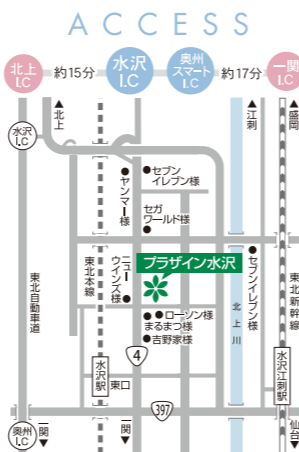 ACCESS
北上
I.C
約15分
水沢
I.C
奥州
スマート
I.C
約17分
一関
I.C
▲北上
▲江刺
▲盛岡
水沢
I.C
ヤンマー様
セブン
イレブン様
セガ
ワールド様
東北本線
ニュー
ウインズ様
プラザイン水沢
セブンイレブン様
東北自動車道
北上川
東北新幹線
ローソン様
まるまつ様
吉野家様
4
水沢駅
東口
水沢江刺駅
397
奥州
I.C
一関▼
一関▼
仙台▼